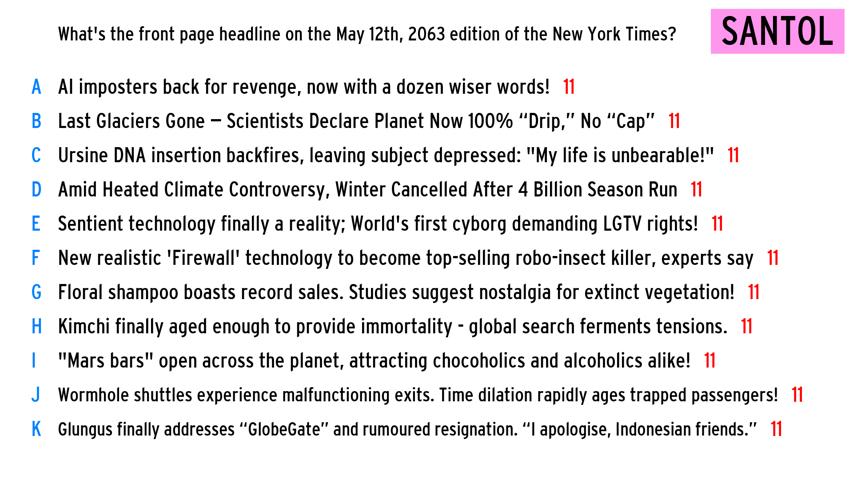 What's the front page headline on the May 12th, 2063 edition of the New York Times?
SANTOL
A AI imposters back for revenge, now with a dozen wiser words! 11
B Last Glaciers Gone – Scientists Declare Planet Now 100% “Drip,” No “Cap” 11
C Ursine DNA insertion backfires, leaving subject depressed: "My life is unbearable!" 11
D Amid Heated Climate Controversy, Winter Cancelled After 4 Billion Season Run 11
E Sentient technology finally a reality; World's first cyborg demanding LGTV rights! 11
F New realistic 'Firewall' technology to become top-selling robo-insect killer, experts say 11
G Floral shampoo boasts record sales. Studies suggest nostalgia for extinct vegetation! 11
H Kimchi finally aged enough to provide immortality - global search ferments tensions. 11
I "Mars bars" open across the planet, attracting chocoholics and alcoholics alike! 11
J Wormhole shuttles experience malfunctioning exits. Time dilation rapidly ages trapped passengers! 11
K Glungus finally addresses “GlobeGate” and rumoured resignation. “I apologise, Indonesian friends.” 11